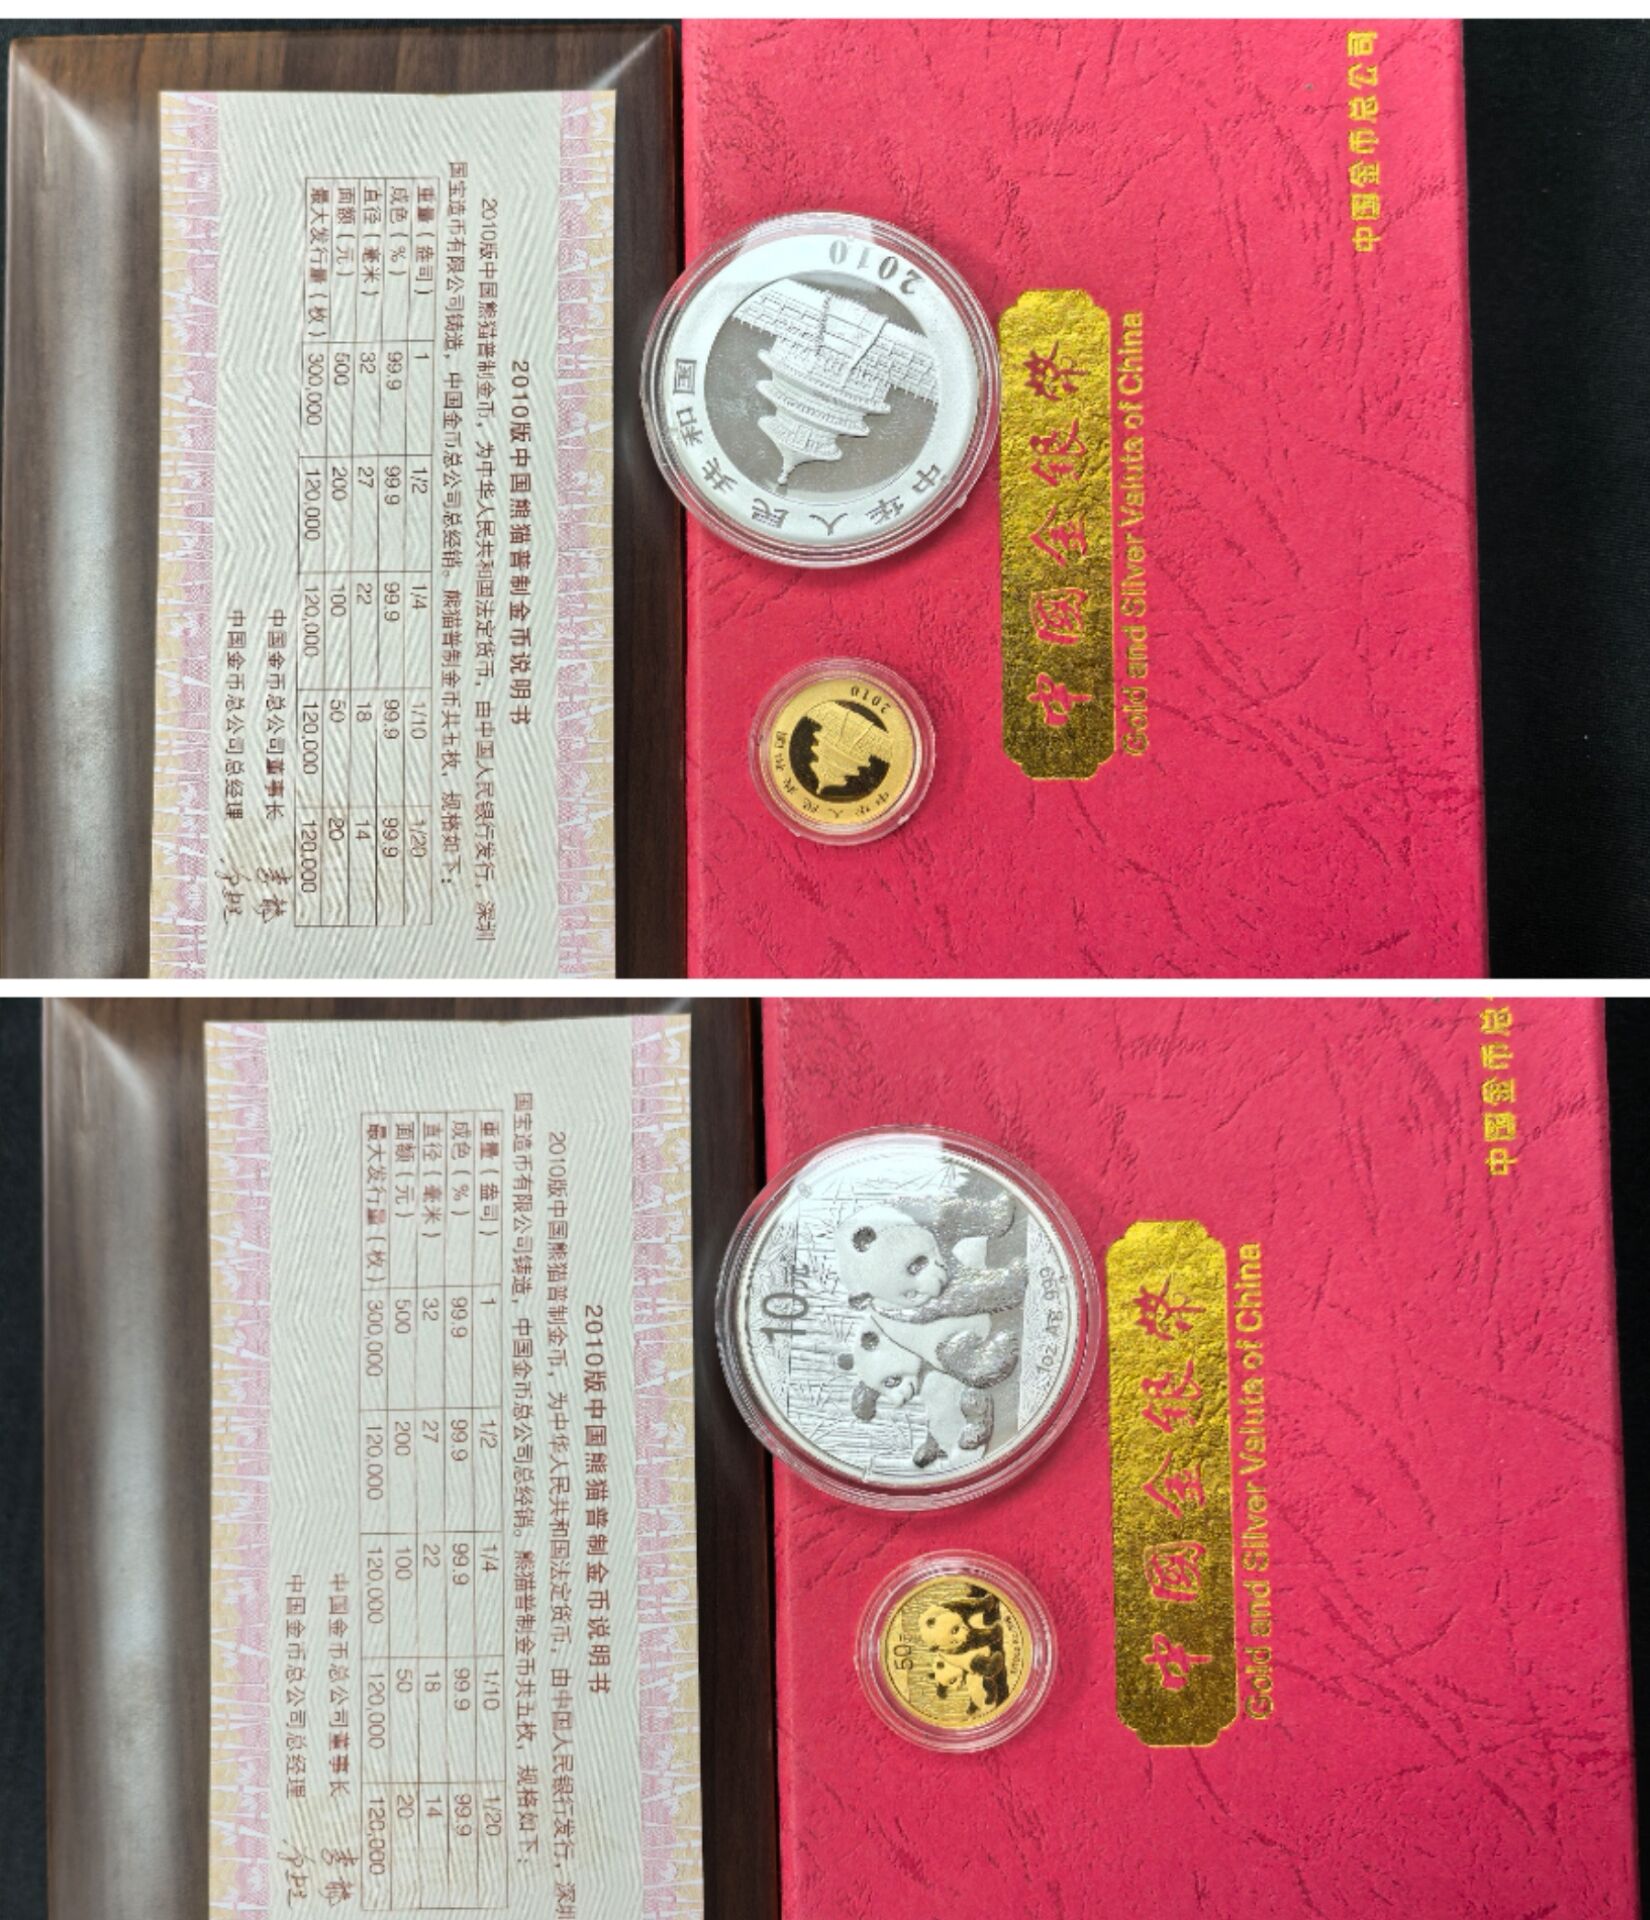 2010版中国熊猫普制金币说明书
2010版中国熊猫普制金币，为中华人民共和国法定货币，由中国人民银行发行，深圳
国宝造币有限公司铸造，中国金币总公司总经销。熊猫普制金币共五枚，规格如下：
重量（盎司） 1 1/2 1/4 1/10 1/20
成色（%） 99.9 99.9 99.9 99.9 99.9
直径（毫米） 32 27 22 18 14
面额（元） 500 200 100 50 20
最大发行量（枚） 300,000 120,000 120,000 120,000 120,000
中国金币总公司董事长
中国金币总公司总经理
中华人民共和国
2010
中华人民共和国
2010
中國金銀幣
Gold and Silver Valuta of China
中国金币总公司
2010版中国熊猫普制金币说明书
2010版中国熊猫普制金币，为中华人民共和国法定货币，由中国人民银行发行，深圳
国宝造币有限公司铸造，中国金币总公司总经销。熊猫普制金币共五枚，规格如下：
重量（盎司） 1 1/2 1/4 1/10 1/20
成色（%） 99.9 99.9 99.9 99.9 99.9
直径（毫米） 32 27 22 18 14
面额（元） 500 200 100 50 20
最大发行量（枚） 300,000 120,000 120,000 120,000 120,000
中国金币总公司董事长
中国金币总公司总经理
10元
1oz Ag .999
50元
中國金銀幣
Gold and Silver Valuta of China
中国金币总